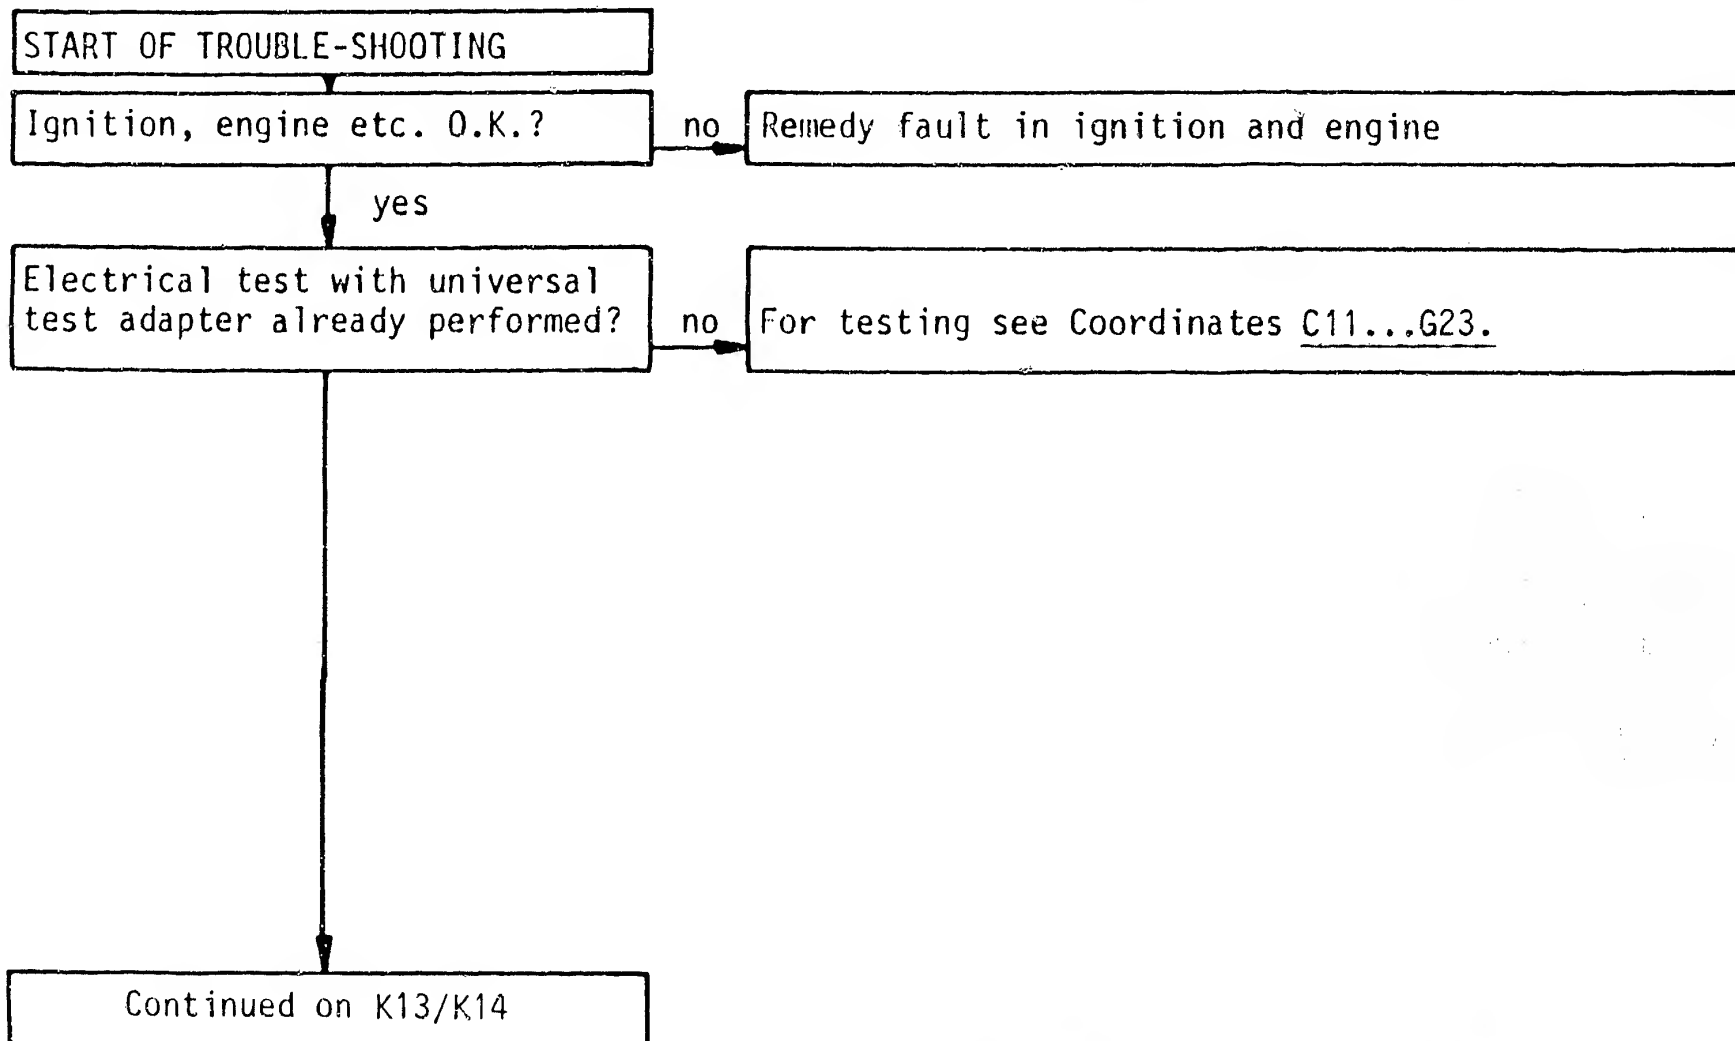 START OF TROUBLE-SHOOTING
Ignition, engine etc. O.K.?
no
Remedy fault in ignition and engine
yes
Electrical test with universal
test adapter already performed?
no
For testing see Coordinates C11...G23.
Continued on K13/K14